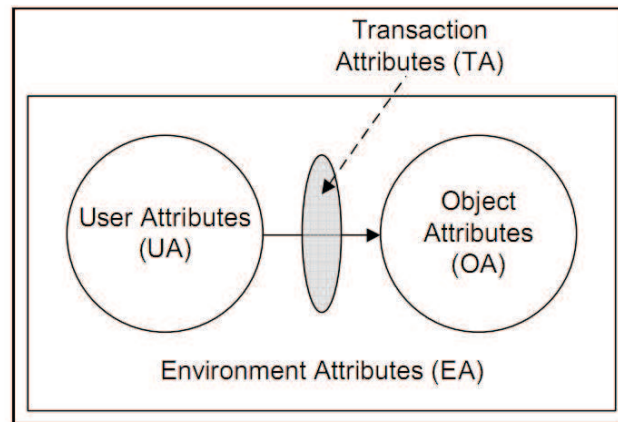 Transaction
Attributes (TA)
User Attributes
(UA)
Object
Attributes
(OA)
Environment Attributes (EA)